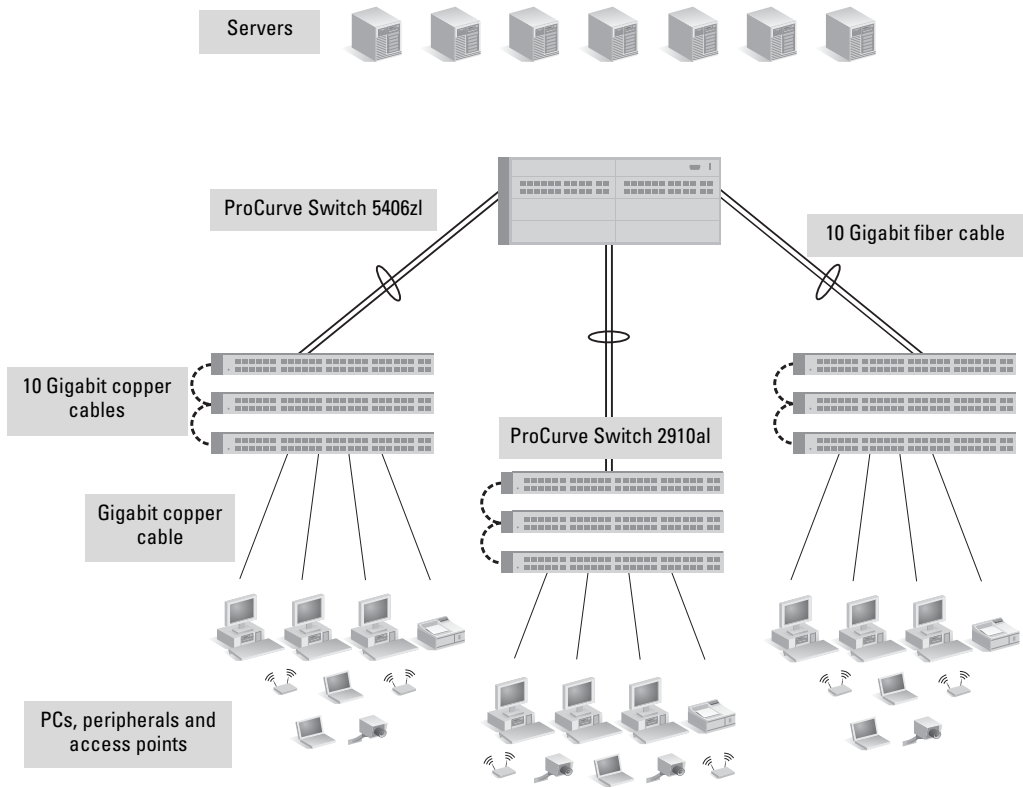 Servers
ProCurve Switch 5406zl
10 Gigabit fiber cable
10 Gigabit copper
cables
ProCurve Switch 2910al
Gigabit copper
cable
PCs, peripherals and
access points